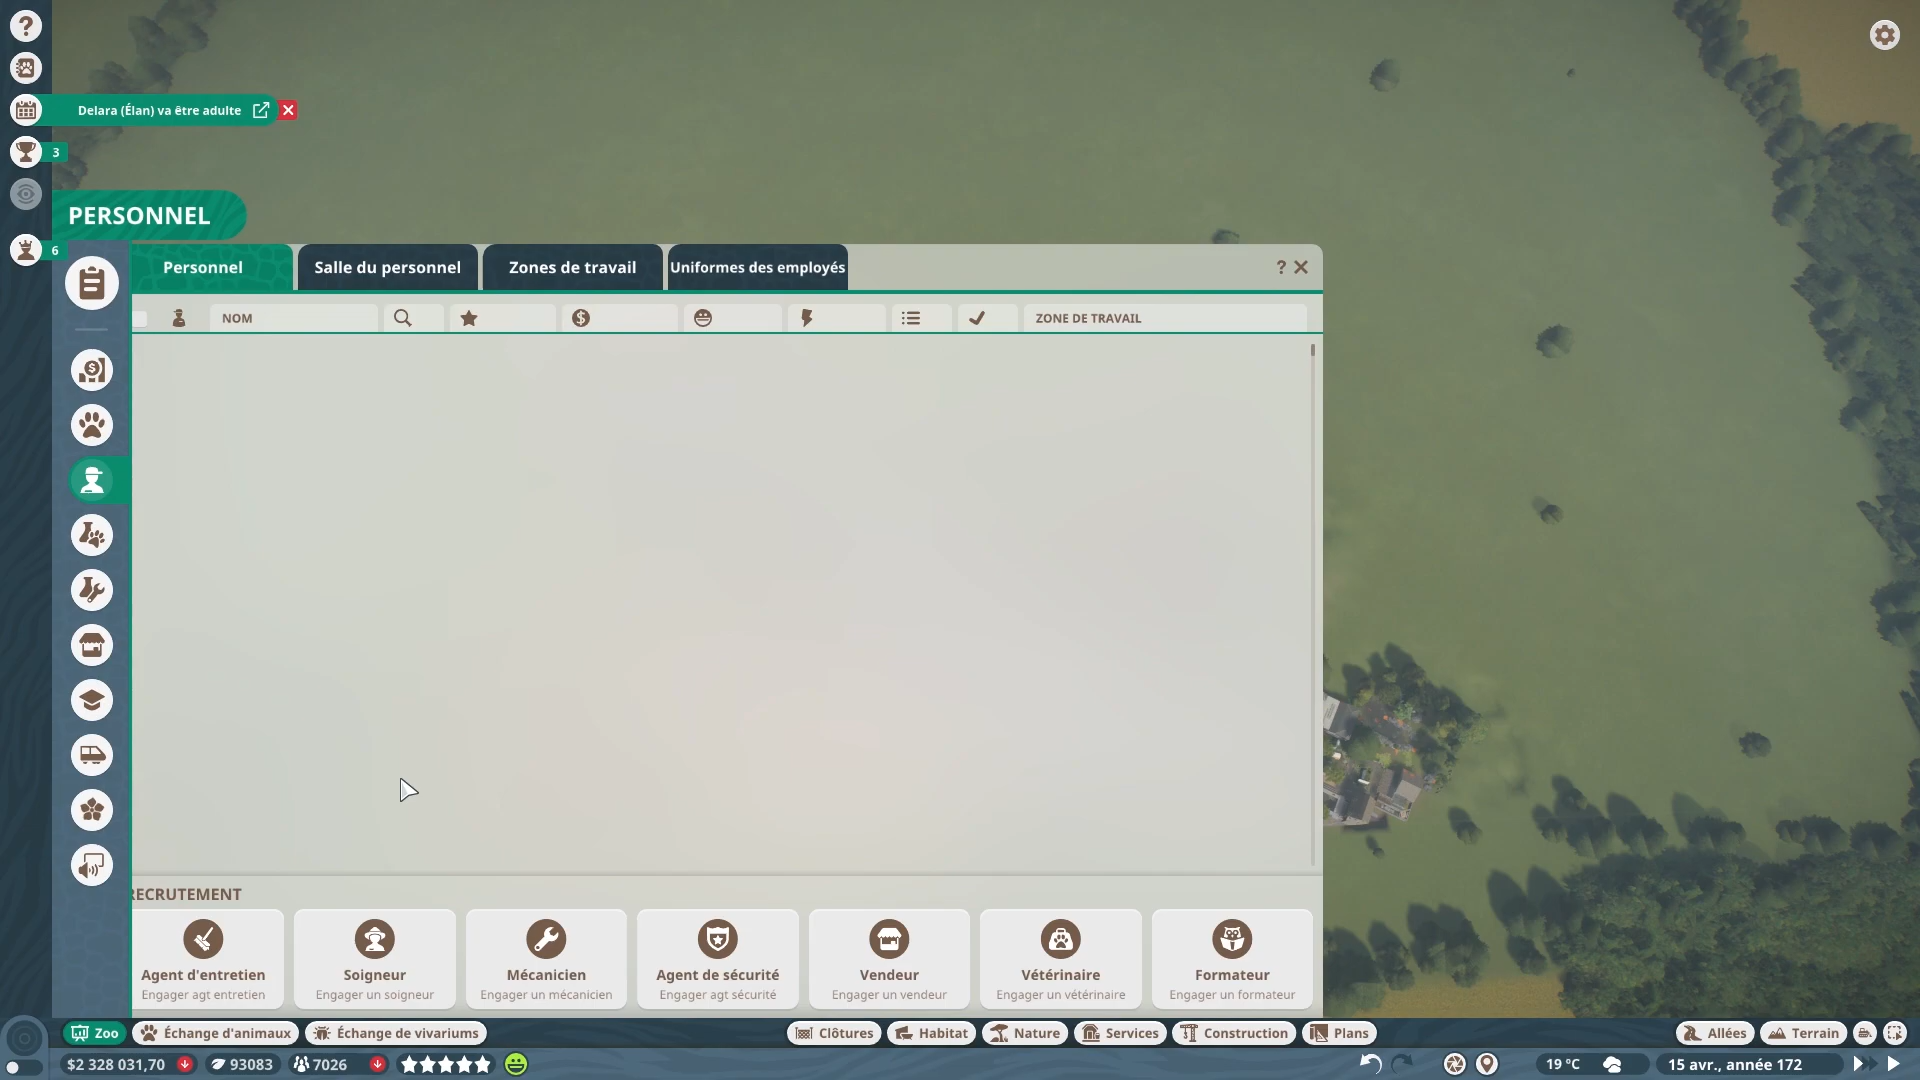 Delara (Élan) va être adulte
3
PERSONNEL
6
Personnel
Salle du personnel
Zones de travail
Uniformes des employés
?
NOM
ZONE DE TRAVAIL
RECRUTEMENT
Agent d'entretien
Engager agt entretien
Soigneur
Engager un soigneur
Mécanicien
Engager un mécanicien
Agent de sécurité
Engager agt sécurité
Vendeur
Engager un vendeur
Vétérinaire
Engager un vétérinaire
Formateur
Engager un formateur
Zoo
Échange d'animaux
Échange de vivariums
Clôtures
Habitat
Nature
Services
Construction
Plans
Allées
Terrain
$2 328 031,70
93083
7026
19 °C
15 avr., année 172